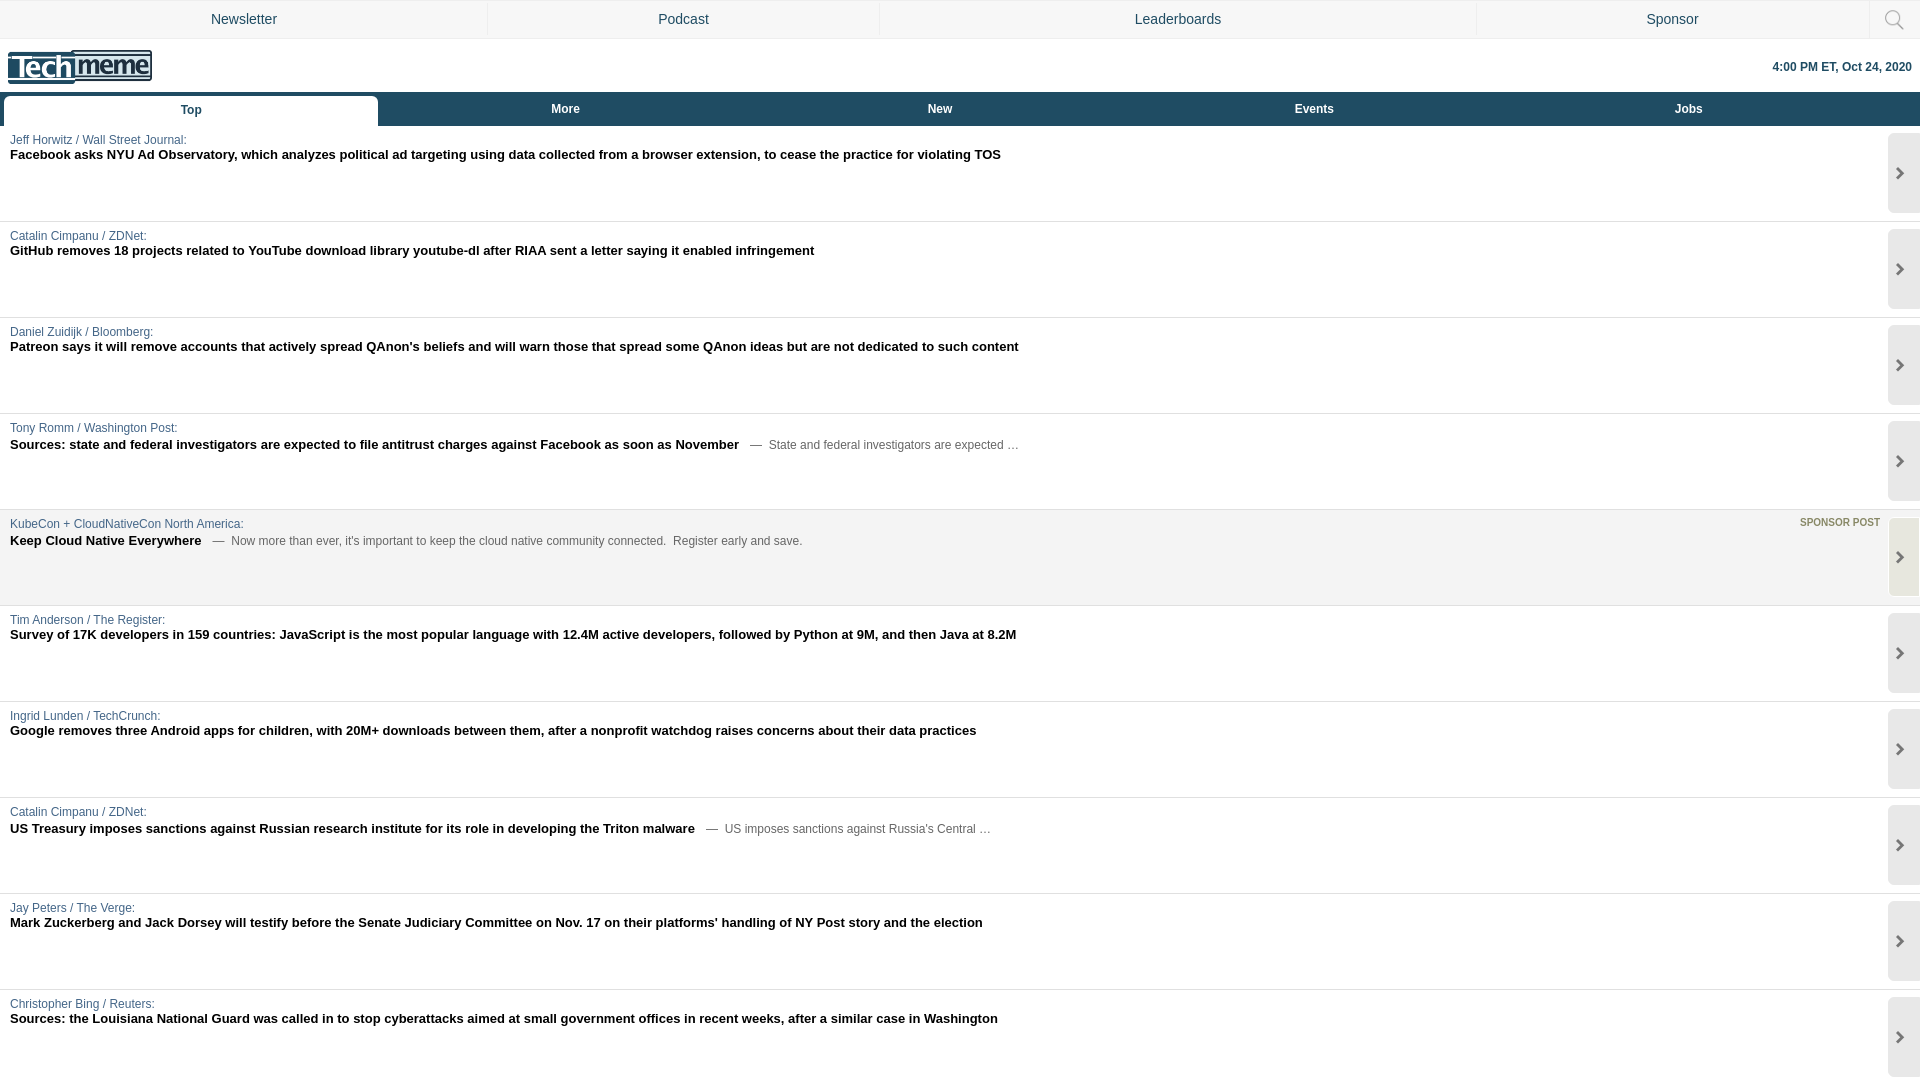 Newsletter
Podcast
Leaderboards
Sponsor
Techmeme
4:00 PM ET, Oct 24, 2020
Top
More
New
Events
Jobs
Jeff Horwitz / Wall Street Journal:
Facebook asks NYU Ad Observatory, which analyzes political ad targeting using data collected from a browser extension, to cease the practice for violating TOS
Catalin Cimpanu / ZDNet:
GitHub removes 18 projects related to YouTube download library youtube-dl after RIAA sent a letter saying it enabled infringement
Daniel Zuidijk / Bloomberg:
Patreon says it will remove accounts that actively spread QAnon's beliefs and will warn those that spread some QAnon ideas but are not dedicated to such content
Tony Romm / Washington Post:
Sources: state and federal investigators are expected to file antitrust charges against Facebook as soon as November — State and federal investigators are expected …
KubeCon + CloudNativeCon North America:
SPONSOR POST
Keep Cloud Native Everywhere — Now more than ever, it's important to keep the cloud native community connected. Register early and save.
Tim Anderson / The Register:
Survey of 17K developers in 159 countries: JavaScript is the most popular language with 12.4M active developers, followed by Python at 9M, and then Java at 8.2M
Ingrid Lunden / TechCrunch:
Google removes three Android apps for children, with 20M+ downloads between them, after a nonprofit watchdog raises concerns about their data practices
Catalin Cimpanu / ZDNet:
US Treasury imposes sanctions against Russian research institute for its role in developing the Triton malware — US imposes sanctions against Russia's Central …
Jay Peters / The Verge:
Mark Zuckerberg and Jack Dorsey will testify before the Senate Judiciary Committee on Nov. 17 on their platforms' handling of NY Post story and the election
Christopher Bing / Reuters:
Sources: the Louisiana National Guard was called in to stop cyberattacks aimed at small government offices in recent weeks, after a similar case in Washington